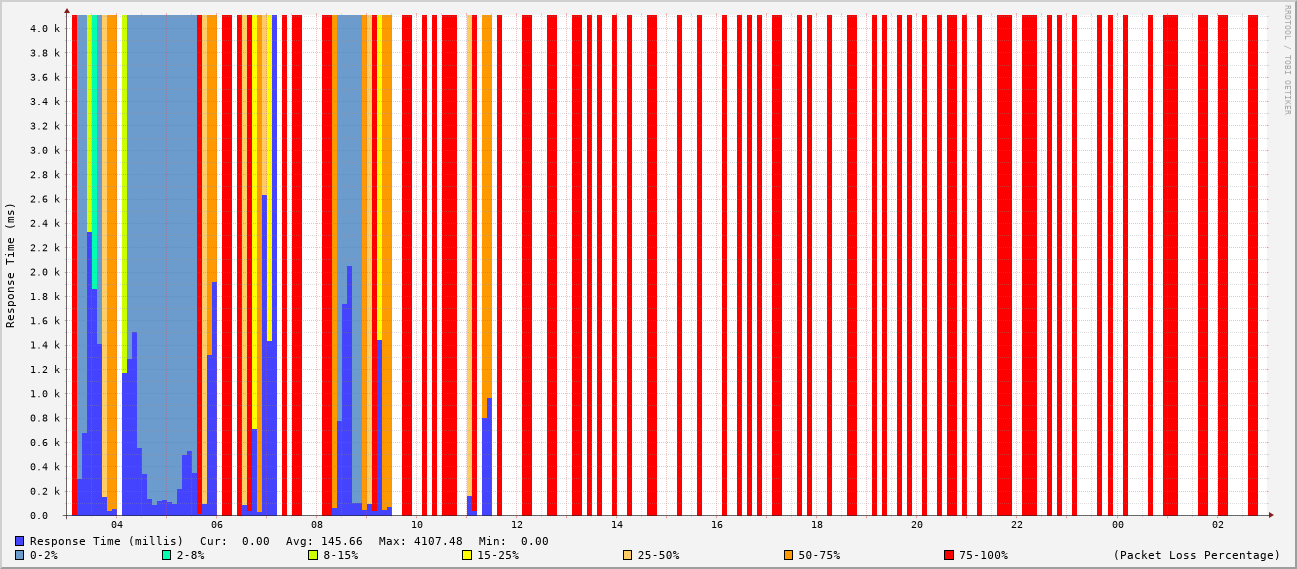 RRDTOOL / TOBI OETIKER
Response Time (ms)
4.0 k
3.8 k
3.6 k
3.4 k
3.2 k
3.0 k
2.8 k
2.6 k
2.4 k
2.2 k
2.0 k
1.8 k
1.6 k
1.4 k
1.2 k
1.0 k
0.8 k
0.6 k
0.4 k
0.2 k
0.0
04 06 08 10 12 14 16 18 20 22 00 02
Response Time (millis) Cur: 0.00 Avg: 145.66 Max: 4107.48 Min: 0.00
0-2% 2-8% 8-15% 15-25% 25-50% 50-75% 75-100% (Packet Loss Percentage)